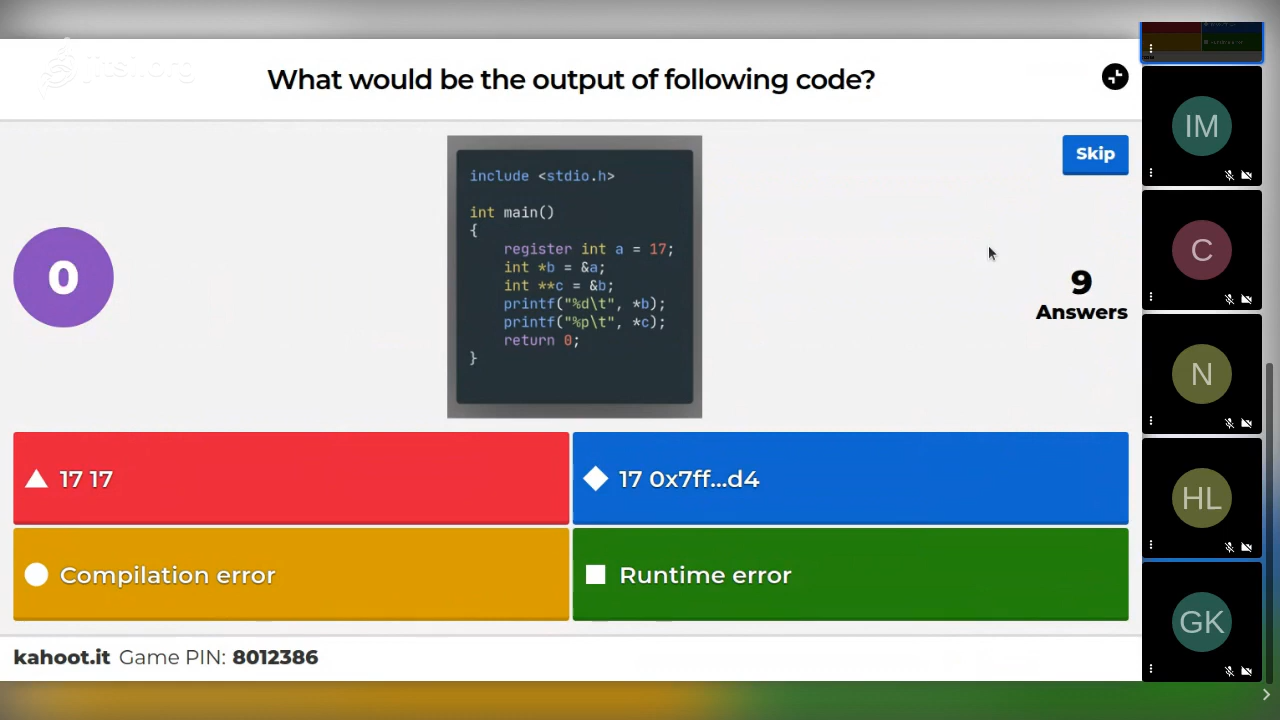 jitsi.org
What would be the output of following code?
Skip
include <stdio.h>
int main()
{
register int a = 17;
int *b = &a;
int **c = &b;
printf("%d\t", *b);
printf("%p\t", *c);
return 0;
}
0
9
Answers
17 17
17 0x7ff...d4
Compilation error
Runtime error
kahoot.it Game PIN: 8012386
IM
C
N
HL
GK